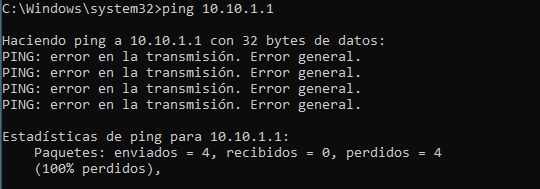 C:\Windows\system32>ping 10.10.1.1
Haciendo ping a 10.10.1.1 con 32 bytes de datos:
PING: error en la transmisión. Error general.
PING: error en la transmisión. Error general.
PING: error en la transmisión. Error general.
PING: error en la transmisión. Error general.
Estadísticas de ping para 10.10.1.1:
Paquetes: enviados = 4, recibidos = 0, perdidos = 4
(100% perdidos),